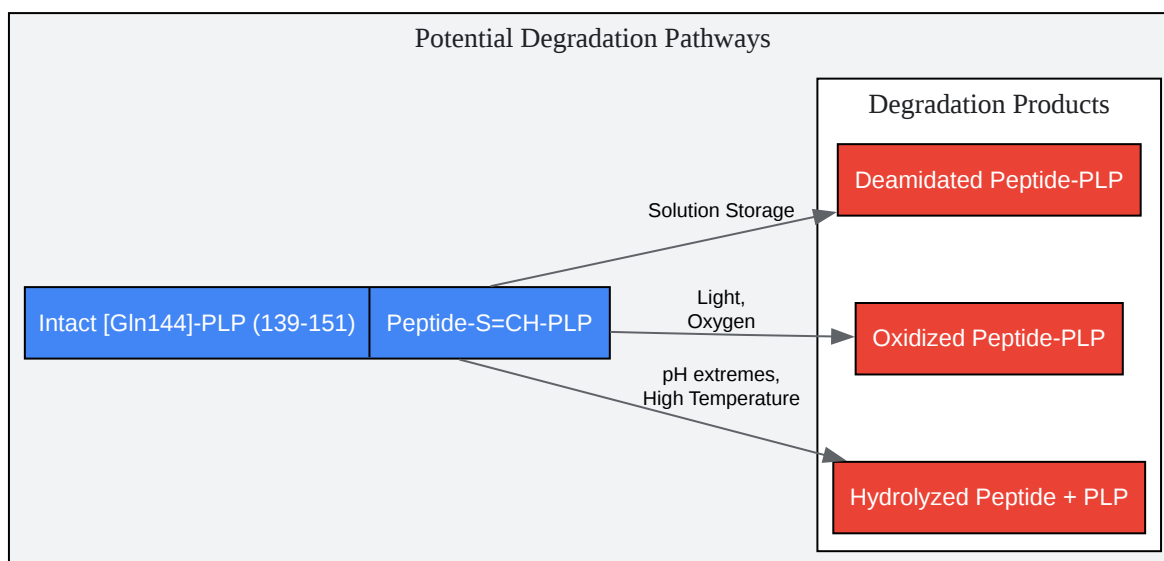 Potential Degradation Pathways
Degradation Products
Deamidated Peptide-PLP
Solution Storage
Intact [Gln144]-PLP (139-151)
Peptide-S=CH-PLP
Light,
Oxygen
Oxidized Peptide-PLP
pH extremes,
High Temperature
Hydrolyzed Peptide + PLP